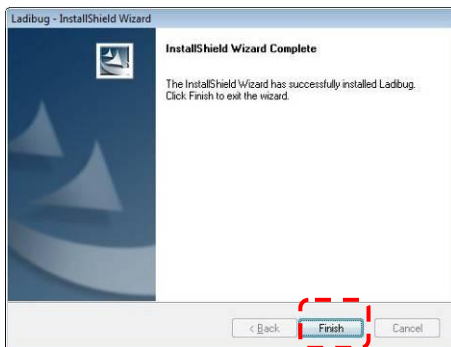 Ladibug - InstallShield Wizard
InstallShield Wizard Complete
The InstallShield Wizard has successfully installed Ladibug.
Click Finish to exit the wizard.
< Back
Finish
Cancel